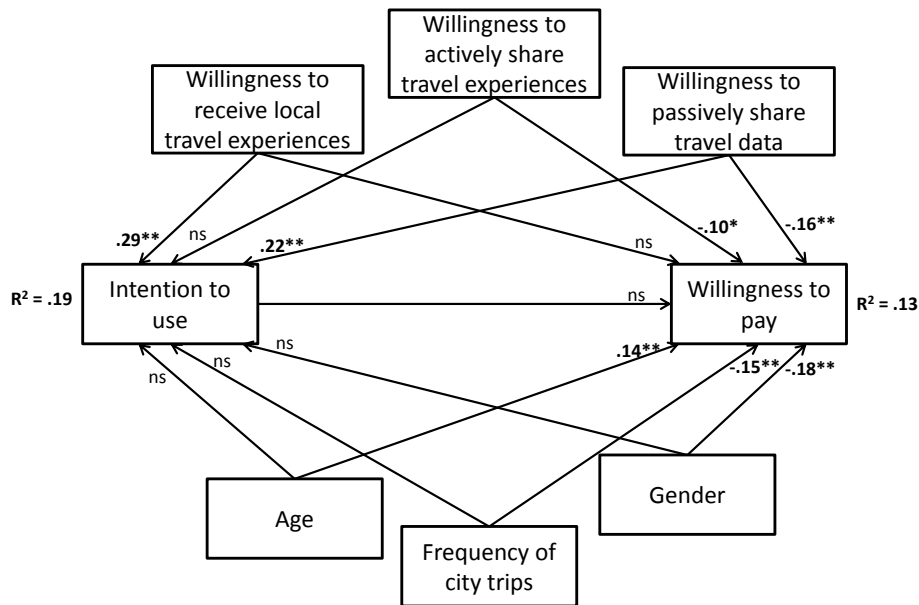 Willingness to
actively share
travel experiences
Willingness to
receive local
travel experiences
Willingness to
passively share
travel data
.29**
ns
.22**
ns
-.10*
-.16**
R² = .19
Intention to
use
ns
Willingness to
pay
R² = .13
ns
ns
ns
.14**
-.15**
-.18**
Age
Frequency of
city trips
Gender